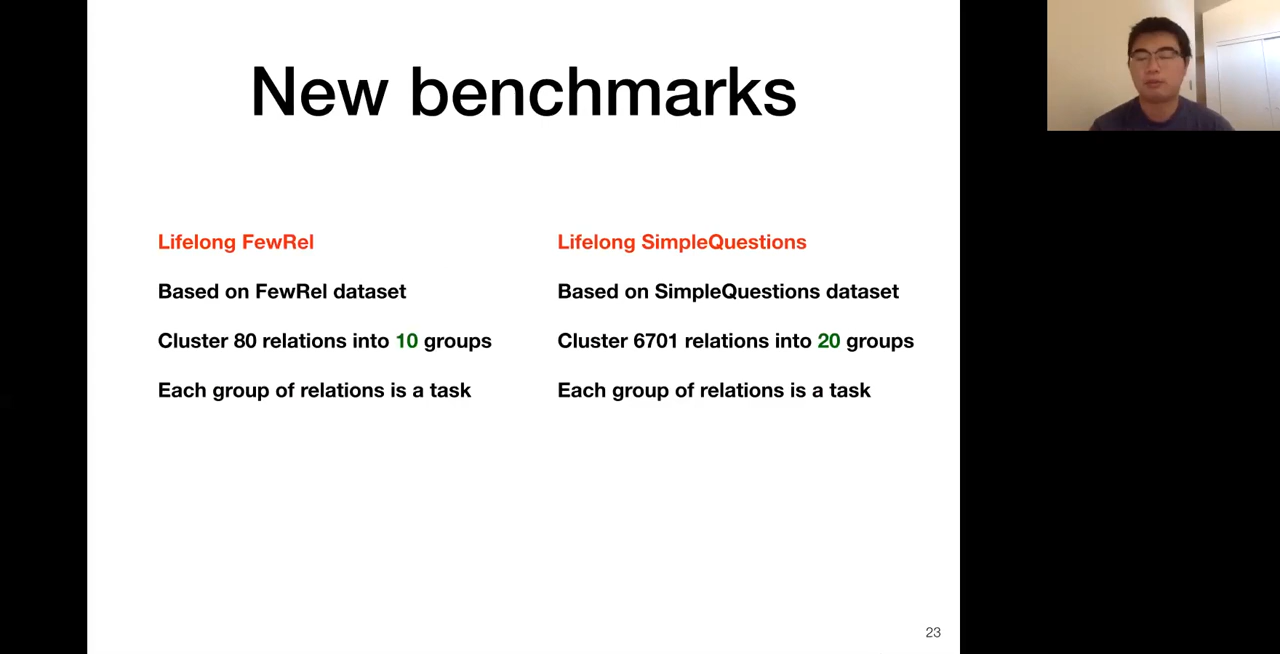 New benchmarks
Lifelong FewRel
Based on FewRel dataset
Cluster 80 relations into 10 groups
Each group of relations is a task
Lifelong SimpleQuestions
Based on SimpleQuestions dataset
Cluster 6701 relations into 20 groups
Each group of relations is a task
23